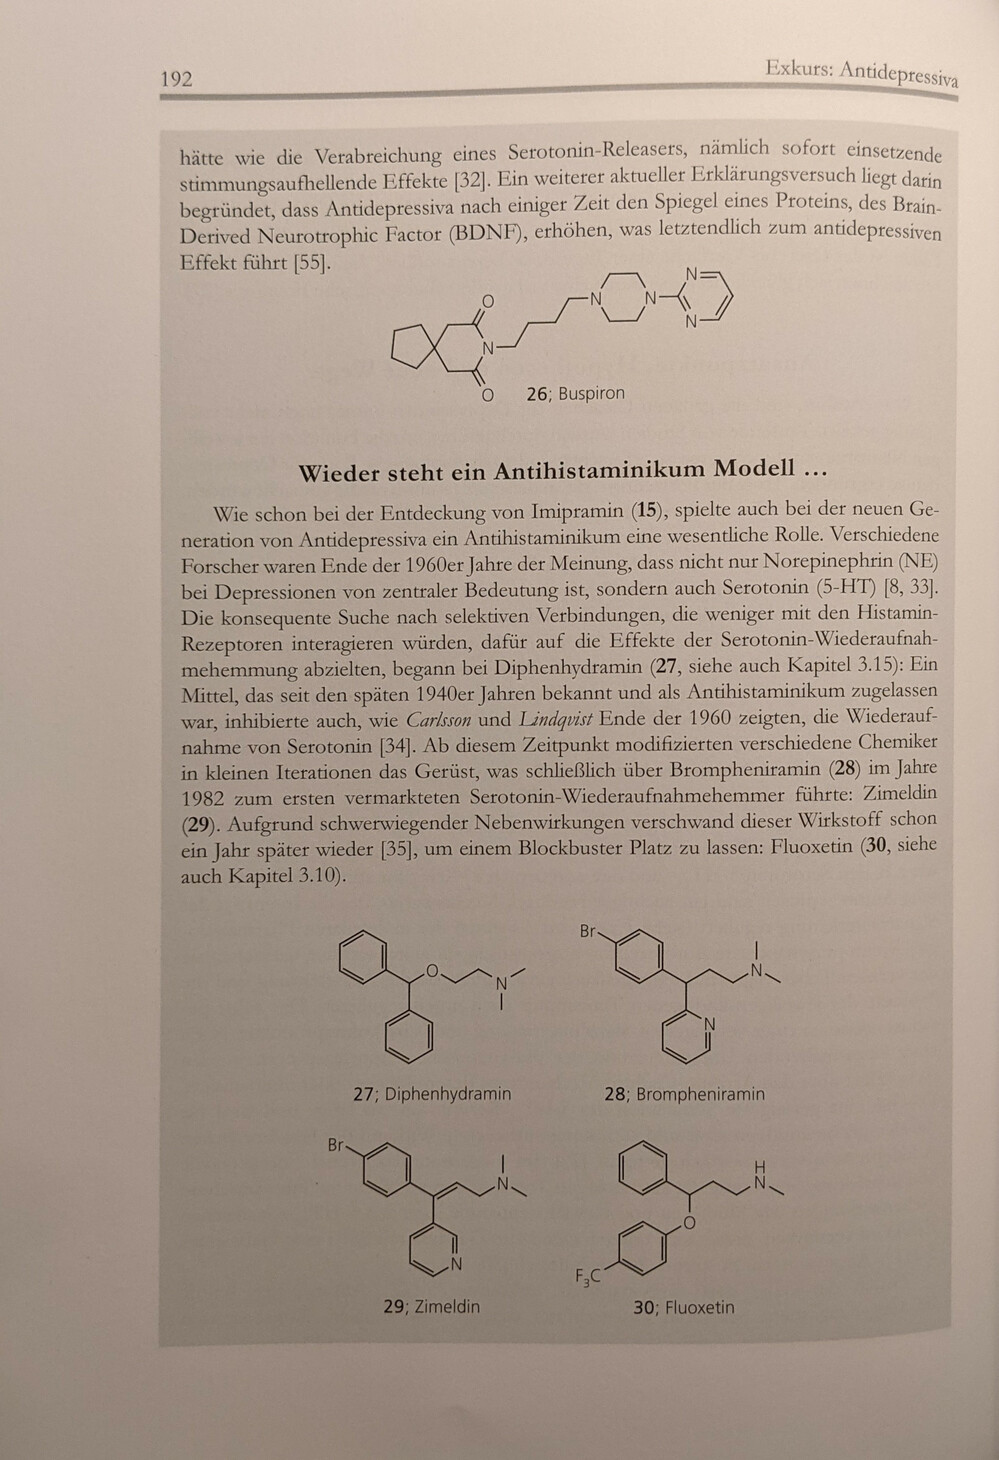 192
Exkurs: Antidepressiva
hätte wie die Verabreichung eines Serotonin-Releasers, nämlich sofort einsetzende
stimmungsaufhellende Effekte [32]. Ein weiterer aktueller Erklärungsversuch liegt darin
begründet, dass Antidepressiva nach einiger Zeit den Spiegel eines Proteins, des Brain-
Derived Neurotrophic Factor (BDNF), erhöhen, was letztendlich zum antidepressiven
Effekt führt [55].
O
N
O
N
N
N
N
26; Buspiron
Wieder steht ein Antihistaminikum Modell ...
Wie schon bei der Entdeckung von Imipramin (15), spielte auch bei der neuen Ge-
neration von Antidepressiva ein Antihistaminikum eine wesentliche Rolle. Verschiedene
Forscher waren Ende der 1960er Jahre der Meinung, dass nicht nur Norepinephrin (NE)
bei Depressionen von zentraler Bedeutung ist, sondern auch Serotonin (5-HT) [8, 33].
Die konsequente Suche nach selektiven Verbindungen, die weniger mit den Histamin-
Rezeptoren interagieren würden, dafür auf die Effekte der Serotonin-Wiederaufnah-
mehemmung abzielten, begann bei Diphenhydramin (27, siehe auch Kapitel 3.15): Ein
Mittel, das seit den späten 1940er Jahren bekannt und als Antihistaminikum zugelassen
war, inhibierte auch, wie Carlsson und Lindqvist Ende der 1960 zeigten, die Wiederauf-
nahme von Serotonin [34]. Ab diesem Zeitpunkt modifizierten verschiedene Chemiker
in kleinen Iterationen das Gerüst, was schließlich über Brompheniramin (28) im Jahre
1982 zum ersten vermarkteten Serotonin-Wiederaufnahmehemmer führte: Zimeldin
(29). Aufgrund schwerwiegender Nebenwirkungen verschwand dieser Wirkstoff schon
ein Jahr später wieder [35], um einem Blockbuster Platz zu lassen: Fluoxetin (30, siehe
auch Kapitel 3.10).
O
N
27; Diphenhydramin
Br
N
N
28; Brompheniramin
Br
N
N
29; Zimeldin
H
N
O
F3C
30; Fluoxetin